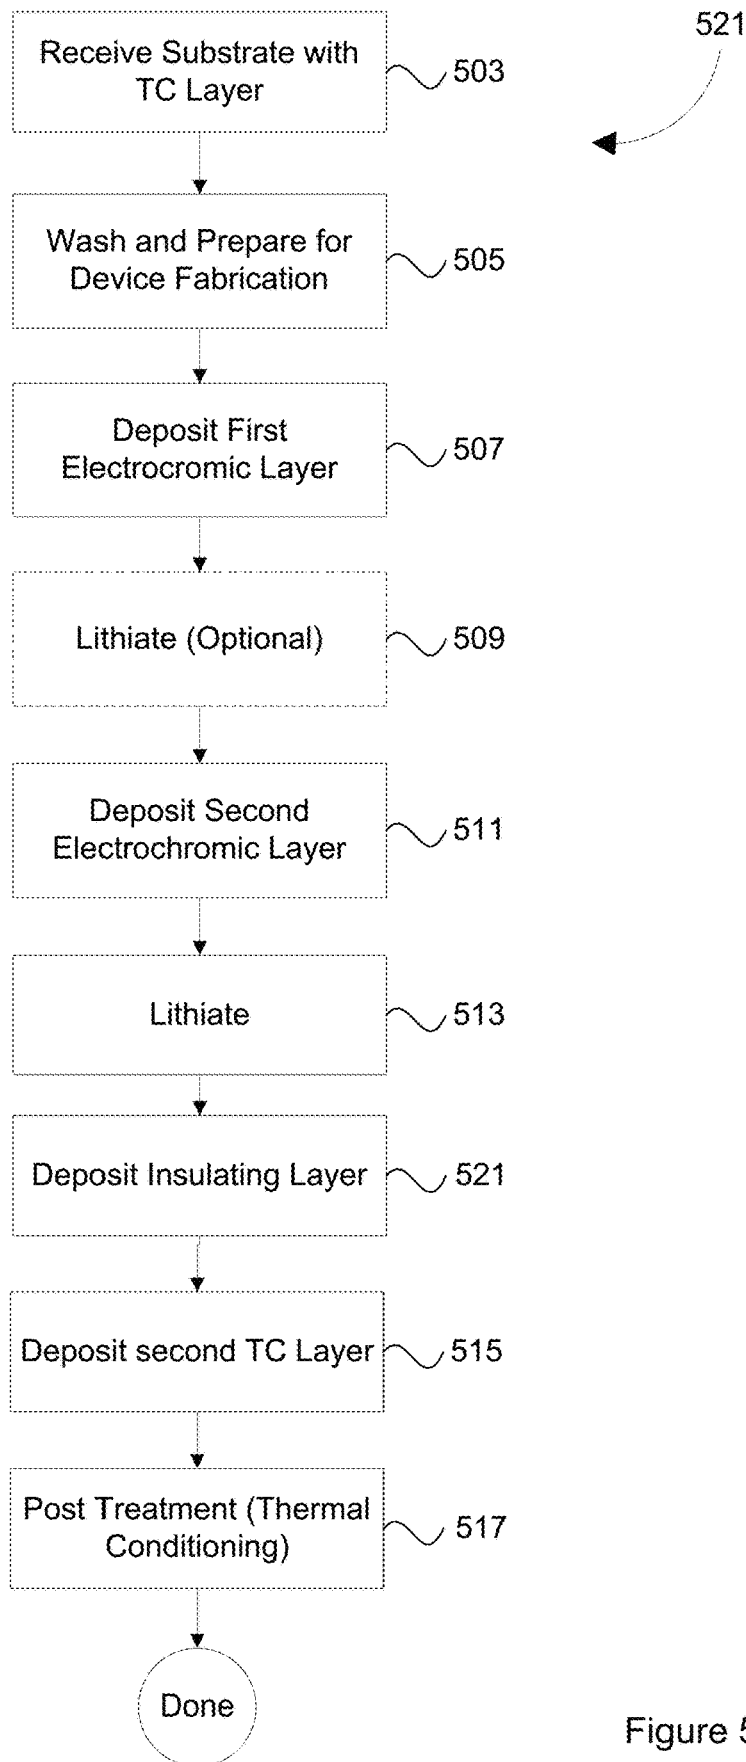 521
Receive Substrate with
TC Layer
503
Wash and Prepare for
Device Fabrication
505
Deposit First
Electrocromic Layer
507
Lithiate (Optional)
509
Deposit Second
Electrochromic Layer
511
Lithiate
513
Deposit Insulating Layer
521
Deposit second TC Layer
515
Post Treatment (Thermal
Conditioning)
517
Done
Figure 5